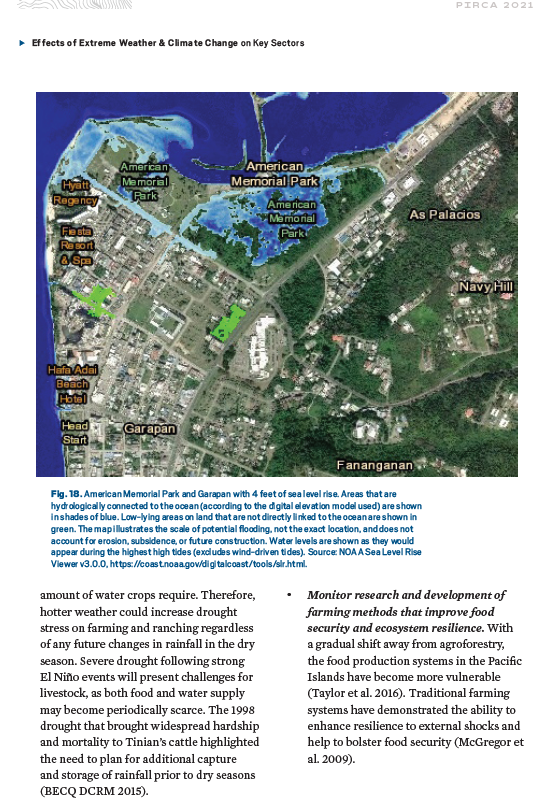 PIRCA 2021
▶ Effects of Extreme Weather & Climate Change on Key Sectors
American
Memorial
Park
American
Memorial Park
Hyatt
Regency
American
Memorial
Park
As Palacios
Fiesta
Resort
& Spa
Navy Hill
Hafa Adai
Beach
Hotel
Head
Start
Garapan
Fananganan
Fig. 18. American Memorial Park and Garapan with 4 feet of sea level rise. Areas that are
hydrologically connected to the ocean (according to the digital elevation model used) are shown
in shades of blue. Low-lying areas on land that are not directly linked to the ocean are shown in
green. The map illustrates the scale of potential flooding, not the exact location, and does not
account for erosion, subsidence, or future construction. Water levels are shown as they would
appear during the highest high tides (excludes wind-driven tides). Source: NOAA Sea Level Rise
Viewer v3.0.0, https://coast.noaa.gov/digitalcoast/tools/slr.html.
amount of water crops require. Therefore,
hotter weather could increase drought
stress on farming and ranching regardless
of any future changes in rainfall in the dry
season. Severe drought following strong
El Niño events will present challenges for
livestock, as both food and water supply
may become periodically scarce. The 1998
drought that brought widespread hardship
and mortality to Tinian's cattle highlighted
the need to plan for additional capture
and storage of rainfall prior to dry seasons
(BECQ DCRM 2015).
• Monitor research and development of
farming methods that improve food
security and ecosystem resilience. With
a gradual shift away from agroforestry,
the food production systems in the Pacific
Islands have become more vulnerable
(Taylor et al. 2016). Traditional farming
systems have demonstrated the ability to
enhance resilience to external shocks and
help to bolster food security (McGregor et
al. 2009).